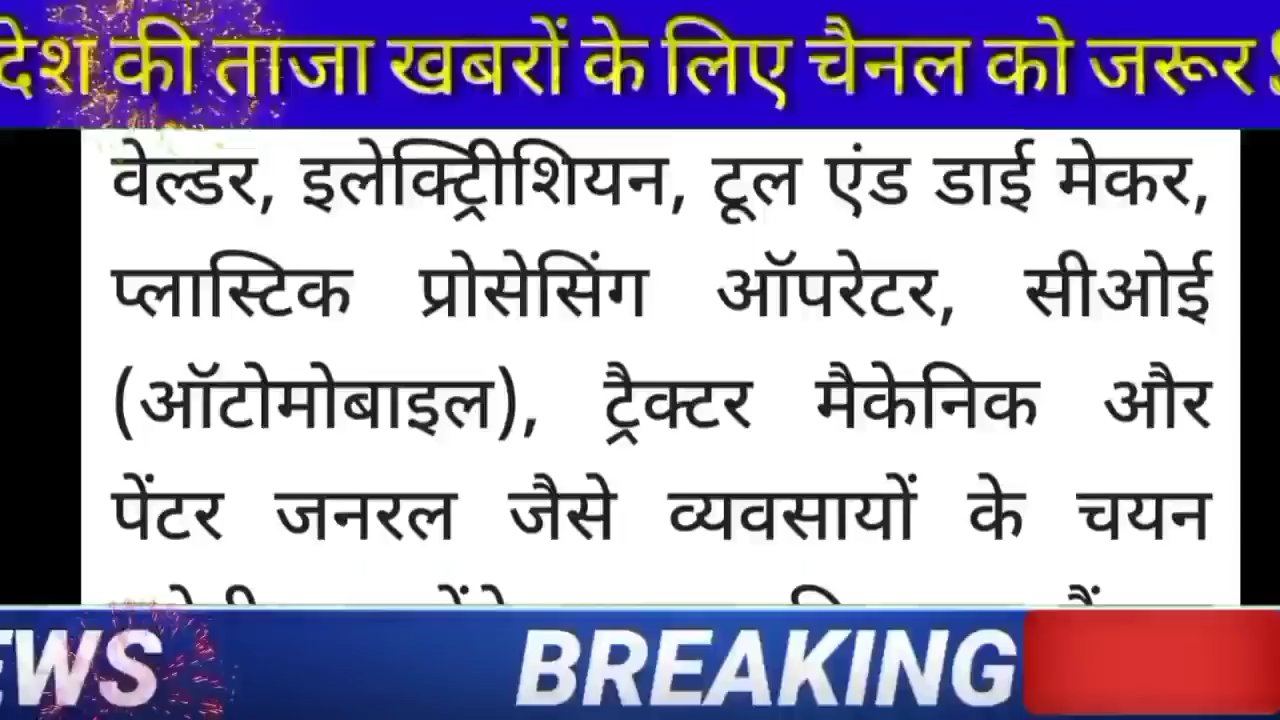 देश की ताजा खबरों के लिए चैनल को जरूर
वेल्डर, इलेक्ट्रिीशियन, टूल एंड डाई मेकर,
प्लास्टिक प्रोसेसिंग ऑपरेटर, सीओई
(ऑटोमोबाइल), ट्रैक्टर मैकेनिक और
पेंटर जनरल जैसे व्यवसायों के चयन
EWS BREAKING